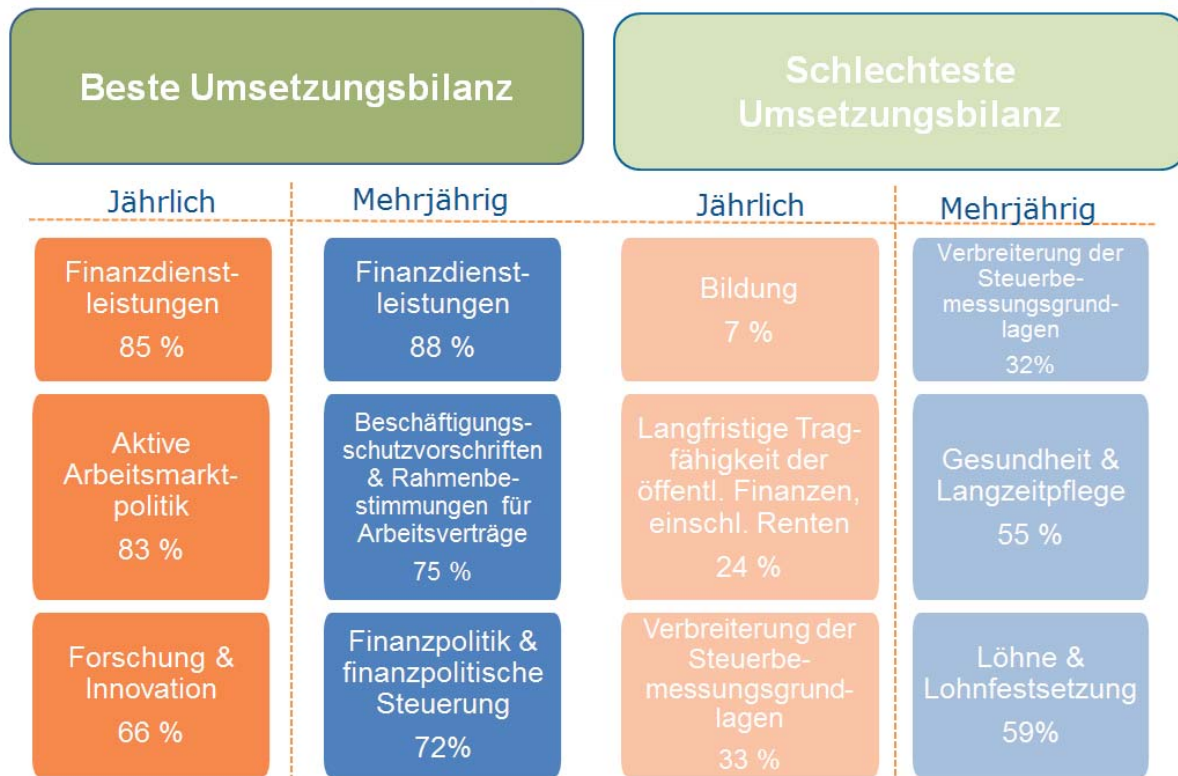 Beste Umsetzungsbilanz
Schlechteste
Umsetzungsbilanz
Jährlich
Mehrjährig
Jährlich
Mehrjährig
Finanzdienst-
leistungen
85 %
Finanzdienst-
leistungen
88 %
Bildung
7 %
Verbreiterung der
Steuerbe-
messungsgrund-
lagen
32%
Aktive
Arbeitsmarkt-
politik
83 %
Beschäftigungs-
schutzvorschriften
& Rahmenbe-
stimmungen für
Arbeitsverträge
75 %
Langfristige Trag-
fähigkeit der
öffentl. Finanzen,
einschl. Renten
24 %
Gesundheit &
Langzeitpflege
55 %
Forschung &
Innovation
66 %
Finanzpolitik &
finanzpolitische
Steuerung
72%
Verbreiterung der
Steuerbe-
messungsgrund-
lagen
33 %
Löhne &
Lohnfestsetzung
59%